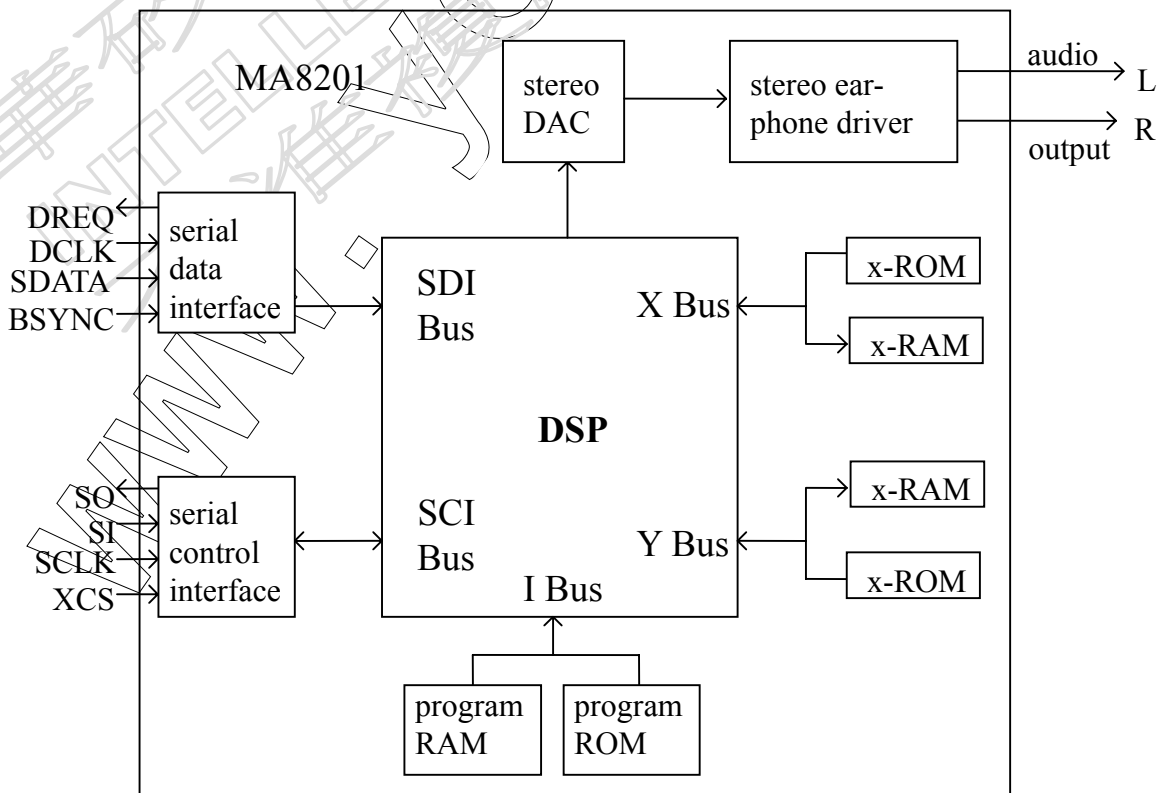 MA8201
stereo
DAC
stereo ear-
phone driver
audio
L
R
output
DREQ
DCLK
SDATA
BSYNC
serial
data
interface
SDI
Bus
X Bus
x-ROM
x-RAM
DSP
SO
SI
SCLK
XCS
serial
control
interface
SCI
Bus
Y Bus
x-RAM
x-ROM
I Bus
program
RAM
program
ROM
www.